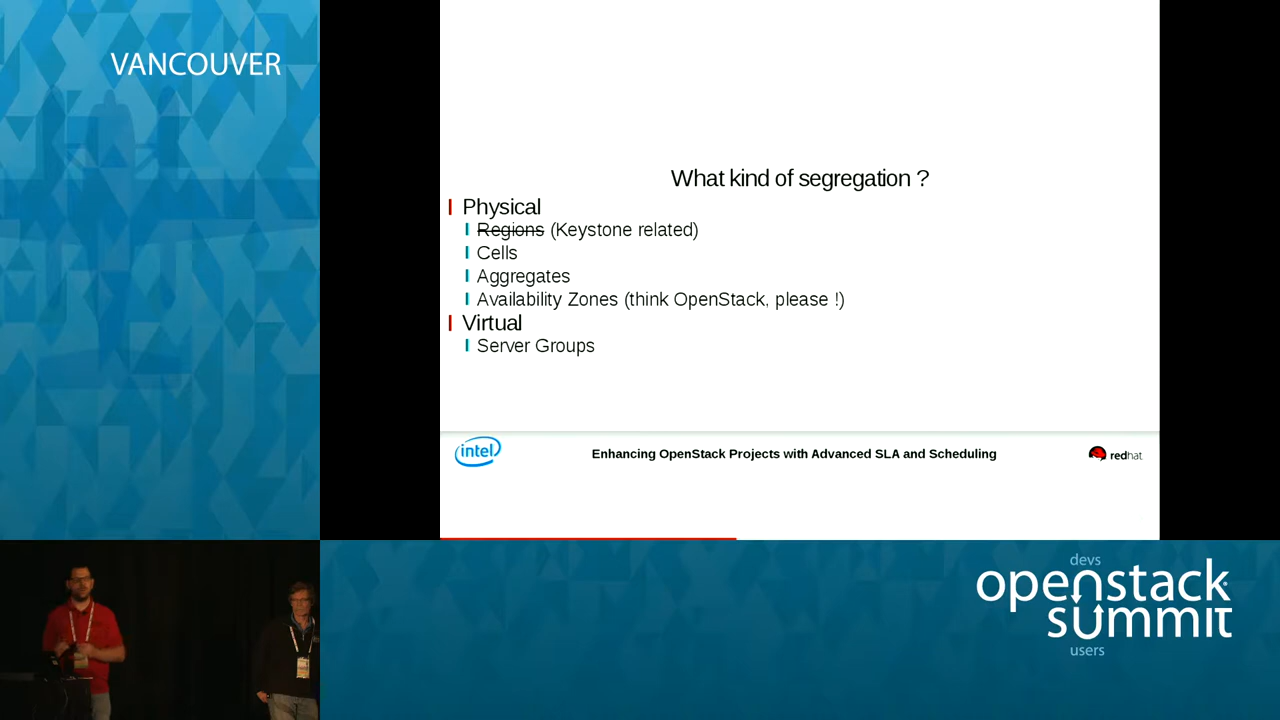 VANCOUVER
What kind of segregation ?
Physical
Regions (Keystone related)
Cells
Aggregates
Availability Zones (think OpenStack, please !)
Virtual
Server Groups
intel
Enhancing OpenStack Projects with Advanced SLA and Scheduling
redhat
devs
openstack
summit
users